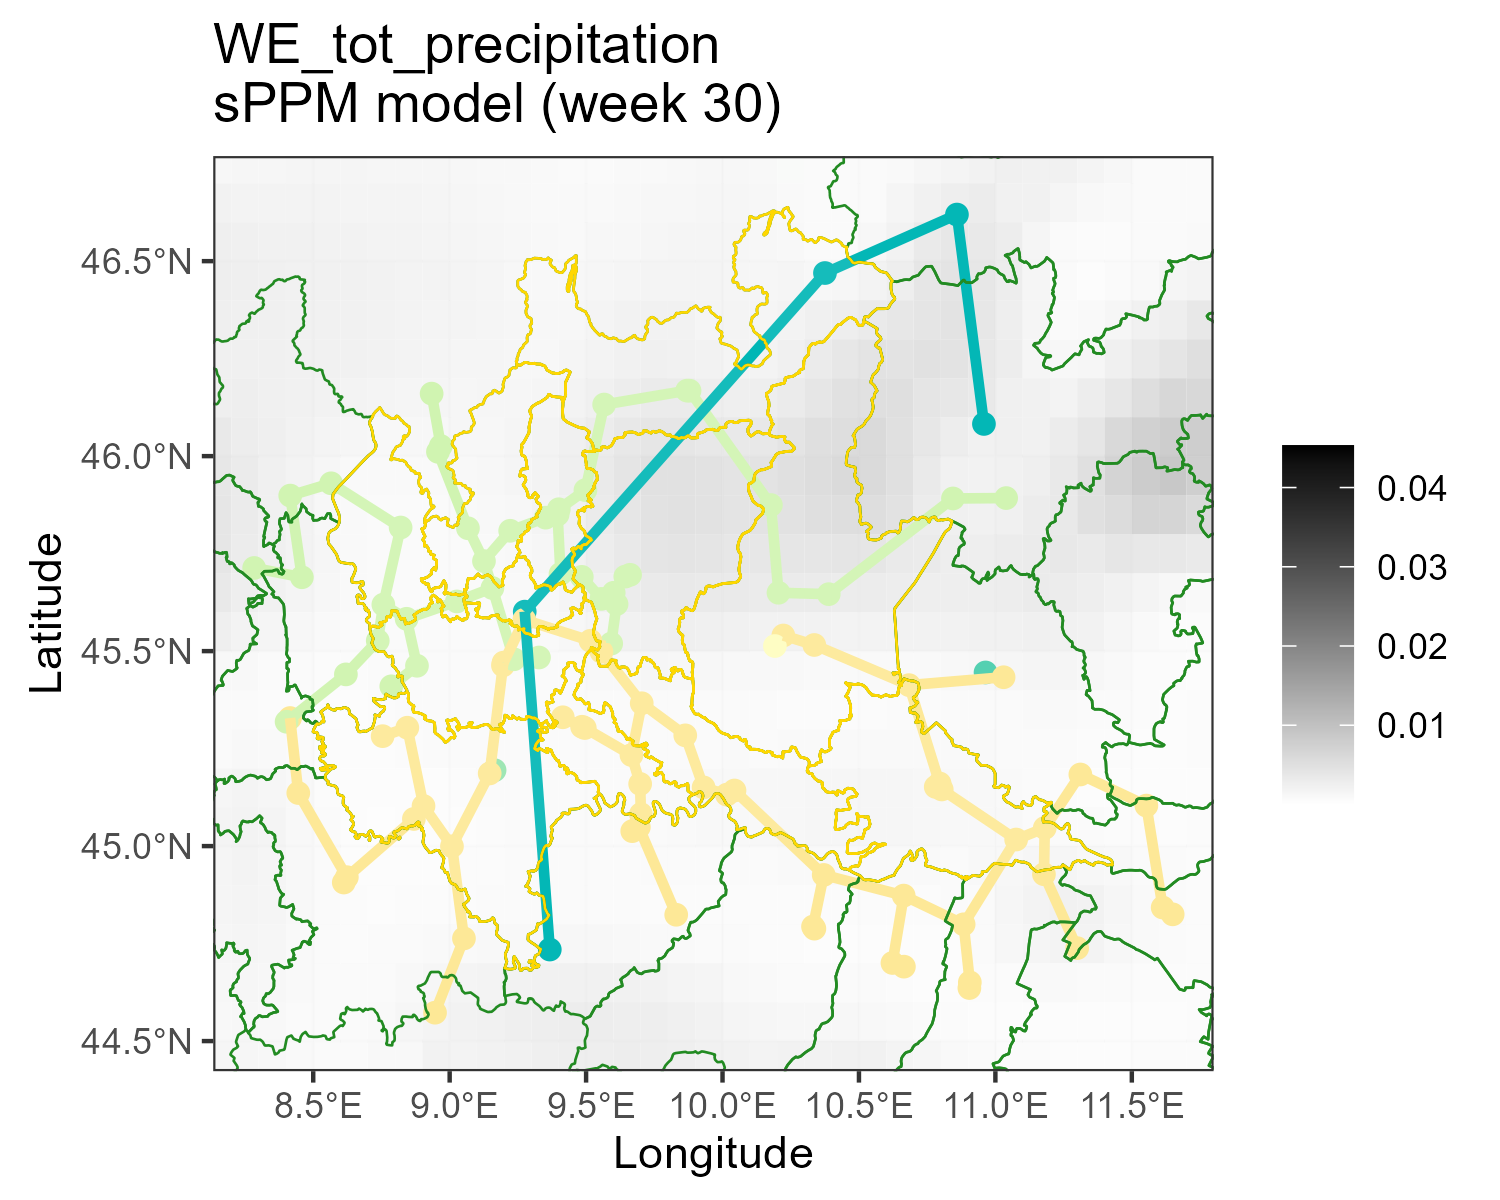 WE_tot_precipitation
sPPM model (week 30)
46.5°N
46.0°N
45.5°N
45.0°N
44.5°N
Latitude
8.5°E 9.0°E 9.5°E 10.0°E 10.5°E 11.0°E 11.5°E
Longitude
0.04
0.03
0.02
0.01